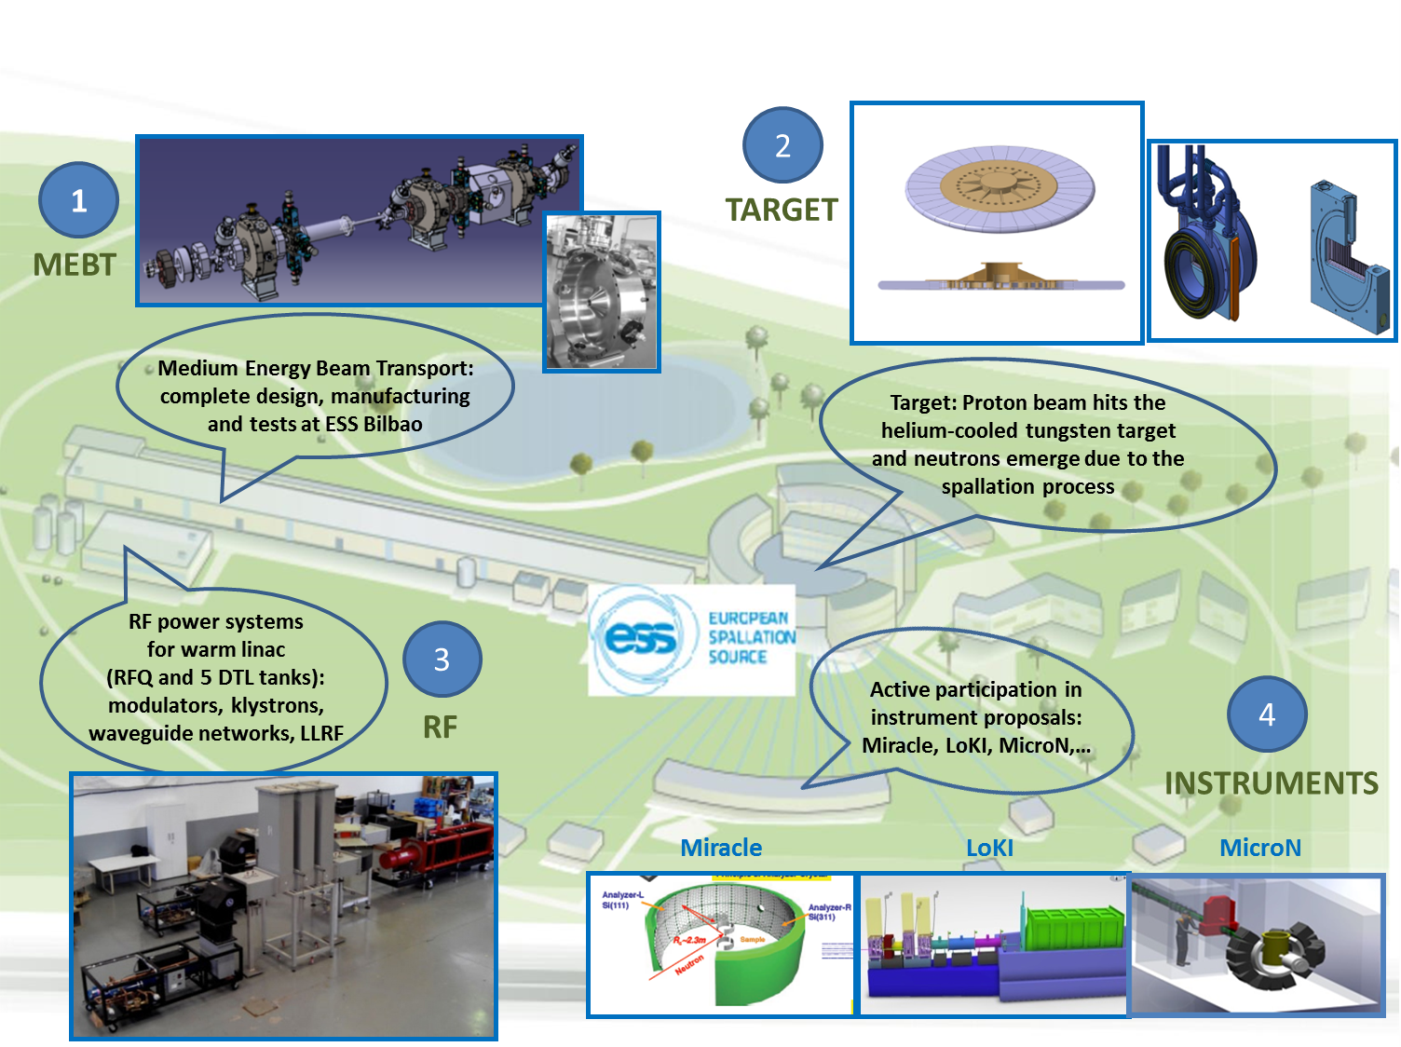 1
MEBT
2
TARGET
Medium Energy Beam Transport:
complete design, manufacturing
and tests at ESS Bilbao
Target: Proton beam hits the
helium-cooled tungsten target
and neutrons emerge due to the
spallation process
RF power systems
for warm linac
(RFQ and 5 DTL tanks):
modulators, klystrons,
waveguide networks, LLRF
3
RF
ess
EUROPEAN
SPALLATION
SOURCE
Active participation in
instrument proposals:
Miracle, LoKI, MicroN,...
4
INSTRUMENTS
Miracle
LoKI
MicroN
Analyzer-L
Si(111)
Analyzer-R
Si(311)
Sample
Neutron